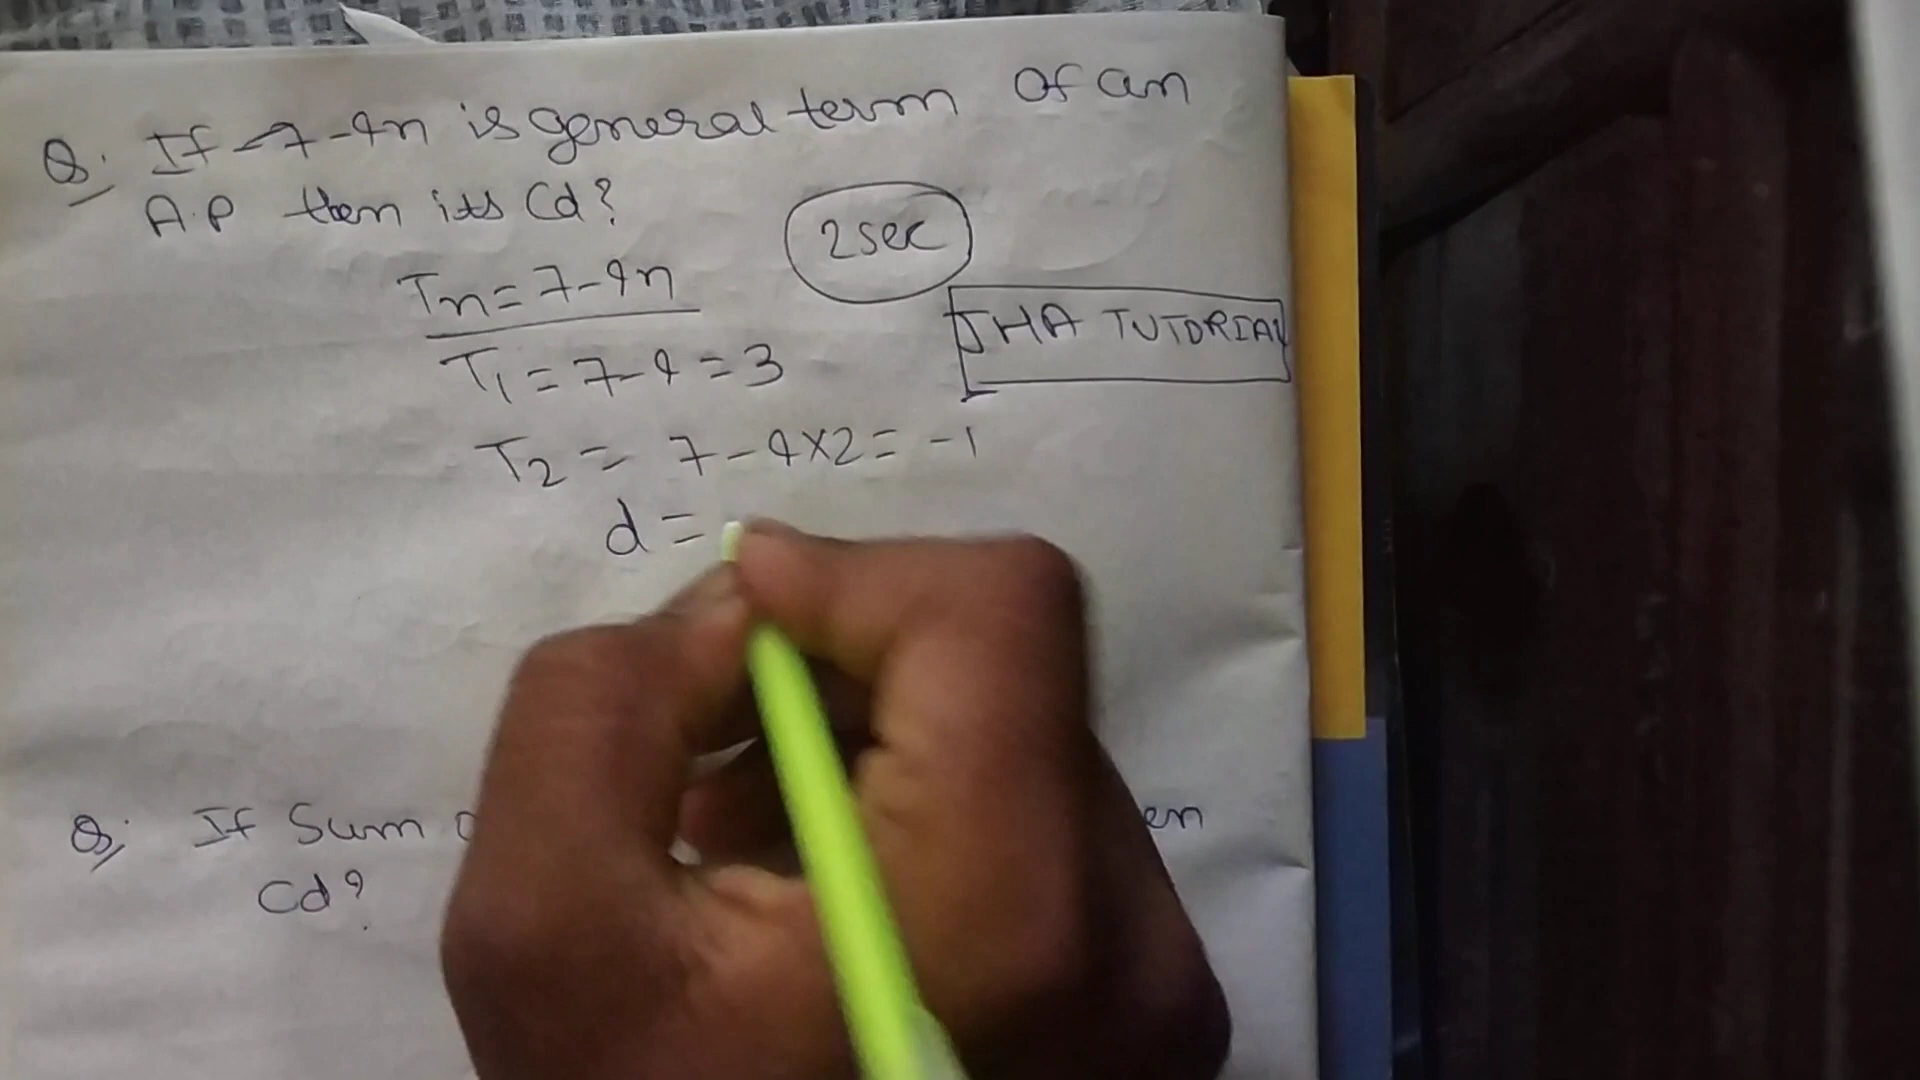 Q. If 7-4n is general term of an
A.P then its Cd?
2sec
Tn=7-4n
JHA TUTORIAL
T1=7-4=3
T2= 7-4×2= -1
d=
Q. If Sum en
Cd?